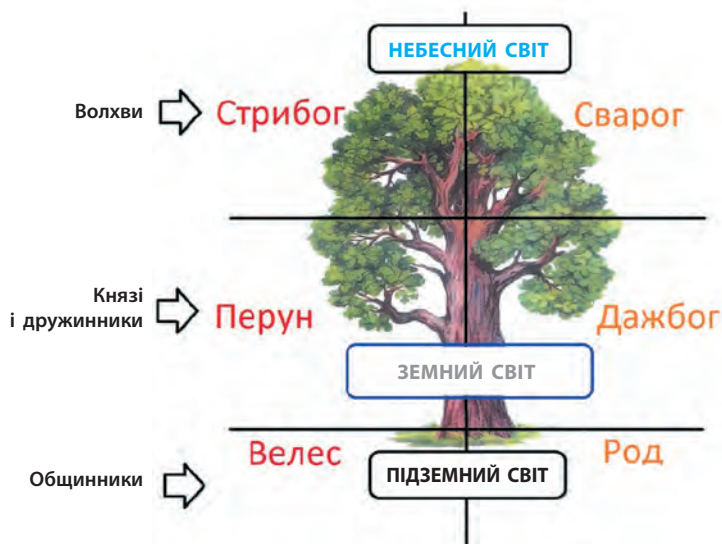 НЕБЕСНИЙ СВІТ
Волхви
Стрибог
Сварог
Князі
і дружинники
Перун
Дажбог
ЗЕМНИЙ СВІТ
Велес
Род
Общинники
ПІДЗЕМНИЙ СВІТ